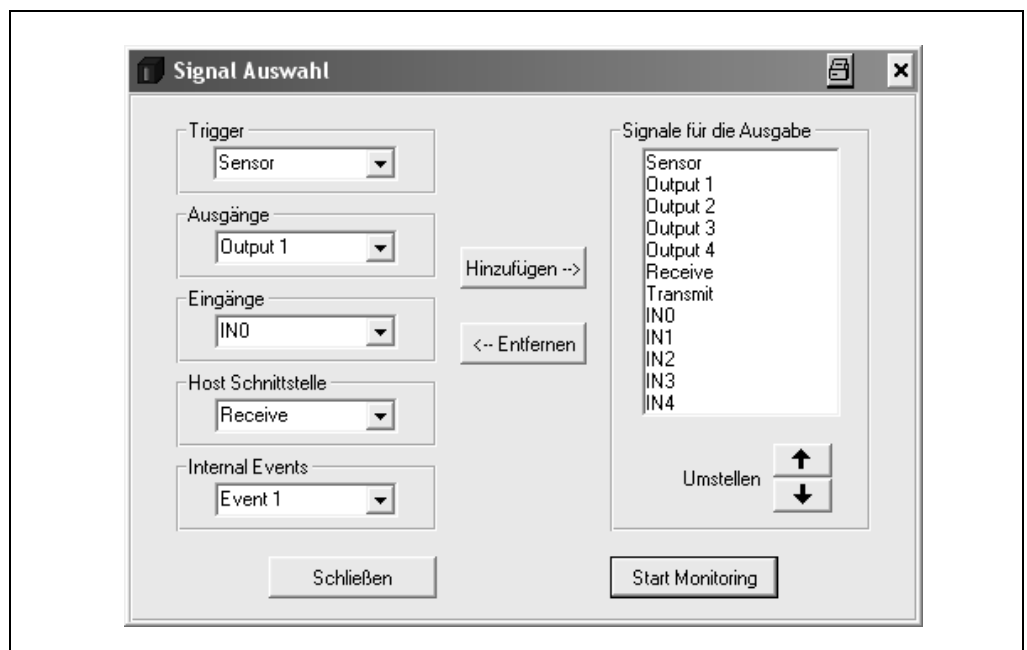 Signal Auswahl
Trigger
Sensor
Ausgänge
Output 1
Eingänge
IN0
Host Schnittstelle
Receive
Internal Events
Event 1
Hinzufügen -->
<-- Entfernen
Signale für die Ausgabe
Sensor
Output 1
Output 2
Output 3
Output 4
Receive
Transmit
IN0
IN1
IN2
IN3
IN4
Umstellen
Schließen
Start Monitoring